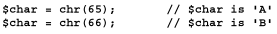 $char = chr(65);        // $char is 'A'
$char = chr(66);        // $char is 'B'